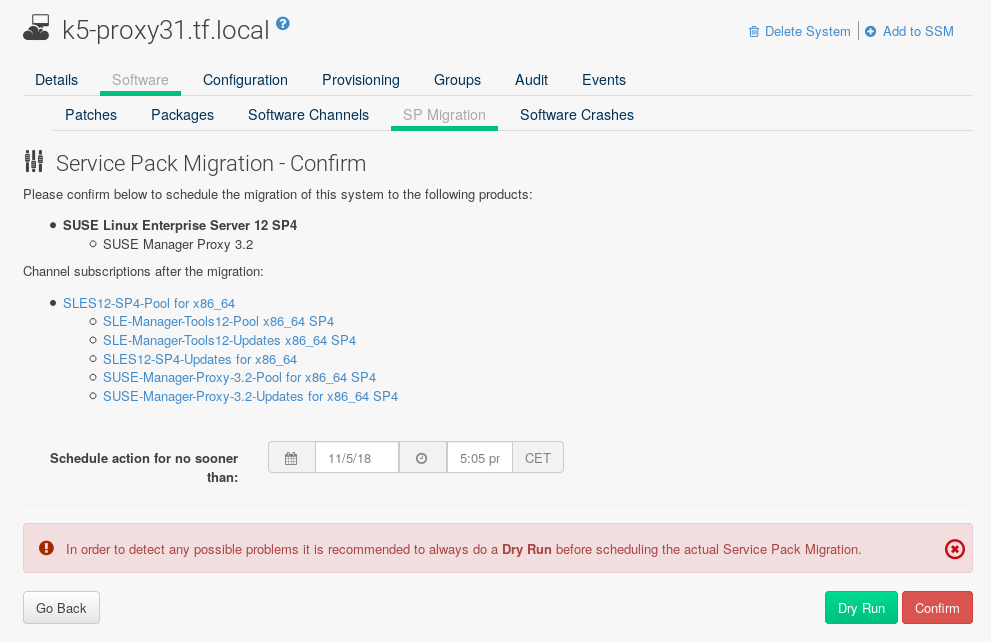 k5-proxy31.tf.local ?
Delete System Add to SSM
Details Software Configuration Provisioning Groups Audit Events
Patches Packages Software Channels SP Migration Software Crashes
Service Pack Migration - Confirm
Please confirm below to schedule the migration of this system to the following products:
SUSE Linux Enterprise Server 12 SP4
SUSE Manager Proxy 3.2
Channel subscriptions after the migration:
SLES12-SP4-Pool for x86_64
SLE-Manager-Tools12-Pool x86_64 SP4
SLE-Manager-Tools12-Updates x86_64 SP4
SLES12-SP4-Updates for x86_64
SUSE-Manager-Proxy-3.2-Pool for x86_64 SP4
SUSE-Manager-Proxy-3.2-Updates for x86_64 SP4
Schedule action for no sooner than: 11/5/18 5:05 pr CET
In order to detect any possible problems it is recommended to always do a Dry Run before scheduling the actual Service Pack Migration.
Go Back Dry Run Confirm